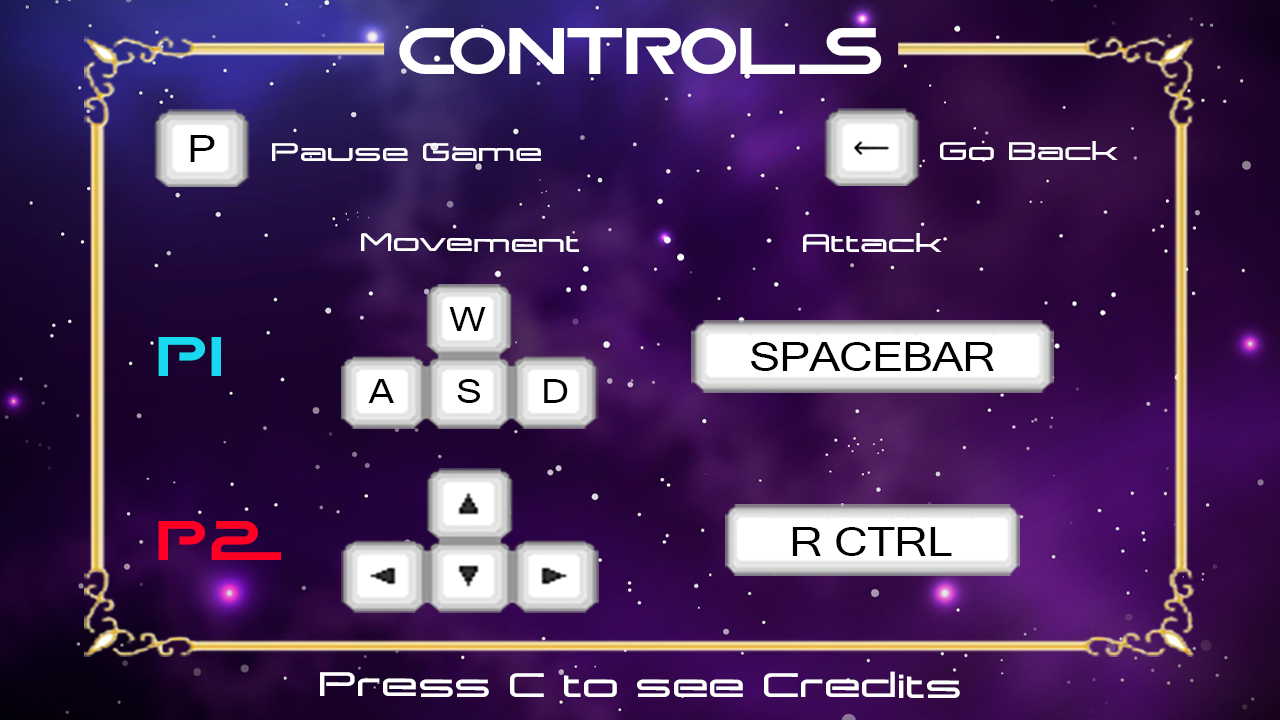 CONTROLS
P Pause Game ← Go Back
Movement Attack
W
P1 SPACEBAR
A S D
▲
P2 R CTRL
◄ ▼ ►
Press C to see Credits